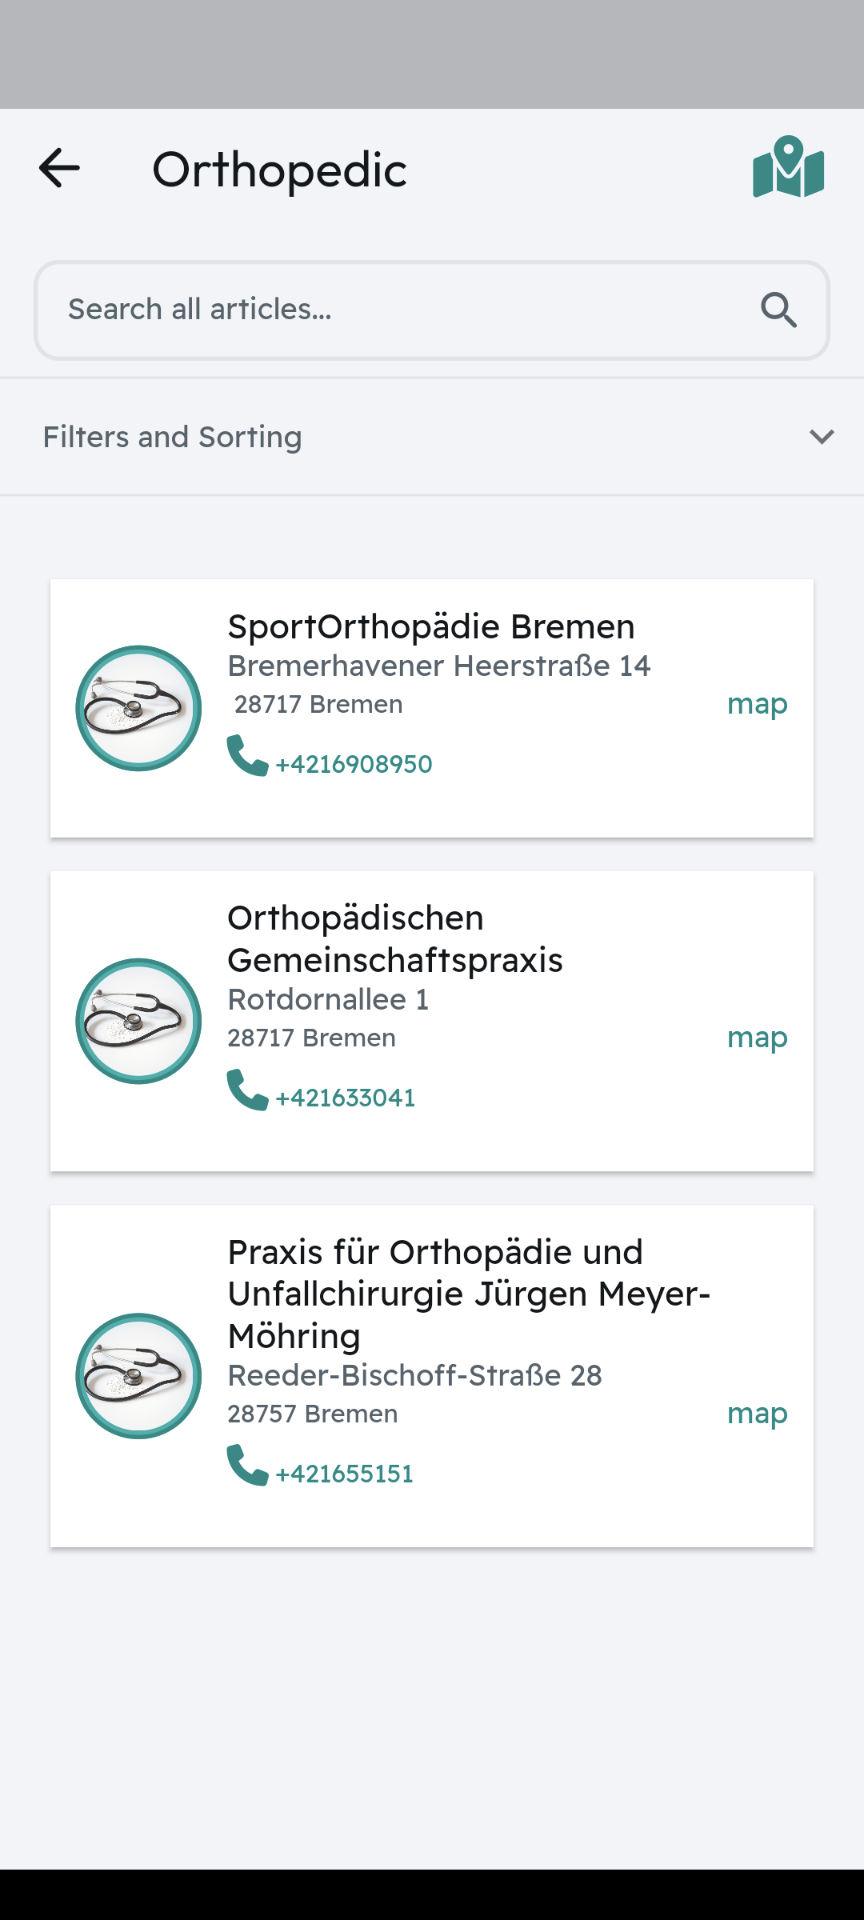 Orthopedic
Search all articles...
Filters and Sorting
SportOrthopädie Bremen
Bremerhavener Heerstraße 14
28717 Bremen
map
+4216908950
Orthopädischen
Gemeinschaftspraxis
Rotdornallee 1
28717 Bremen
map
+421633041
Praxis für Orthopädie und
Unfallchirurgie Jürgen Meyer-
Möhring
Reeder-Bischoff-Straße 28
28757 Bremen
map
+421655151